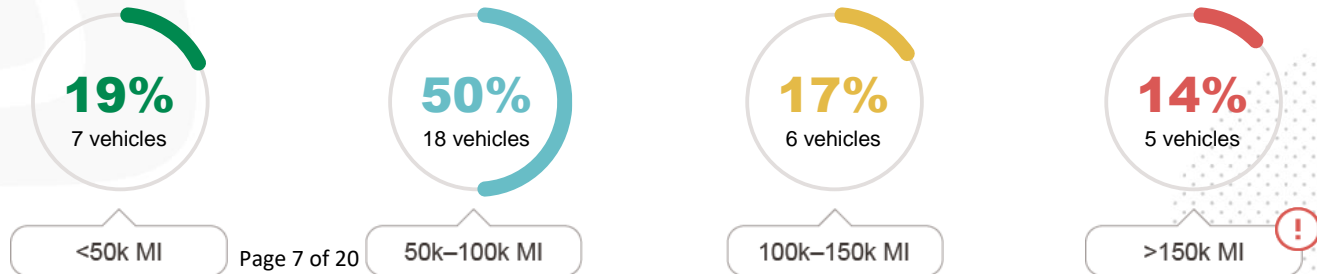 19%
7 vehicles
<50k MI
50%
18 vehicles
50k–100k MI
17%
6 vehicles
100k–150k MI
14%
5 vehicles
>150k MI
!
Page 7 of 20